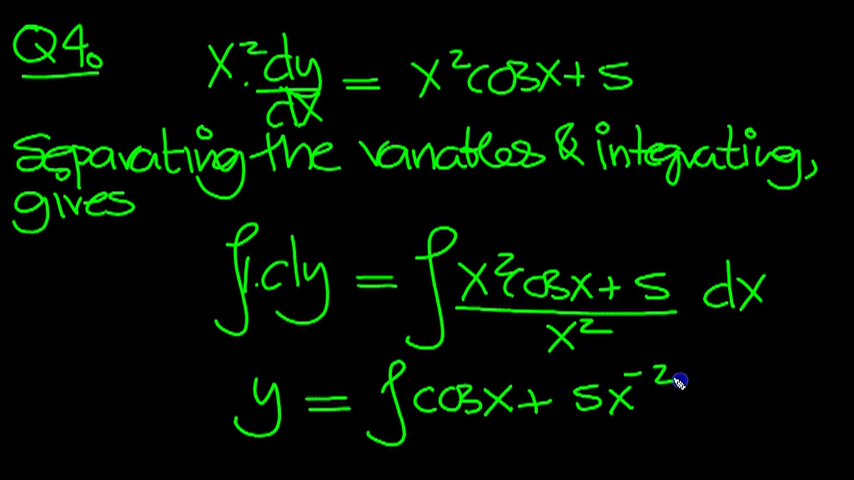 Q4. x². dy/dx = x²cosx + 5
Separating the variables & integrating,
gives
∫1.dy = ∫ (x²cosx + 5)/x² dx
y = ∫ cosx + 5x⁻²